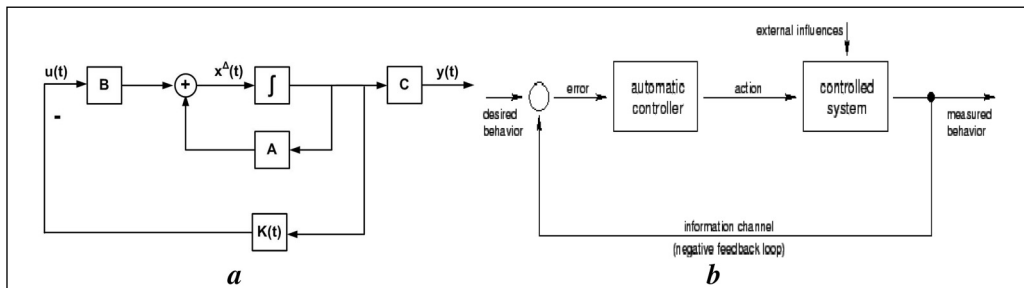 u(t)
B
+
x^Δ(t)
∫
C
y(t)
-
A
K(t)
a
external influences
desired
behavior
error
automatic
controller
action
controlled
system
measured
behavior
information channel
(negative feedback loop)
b